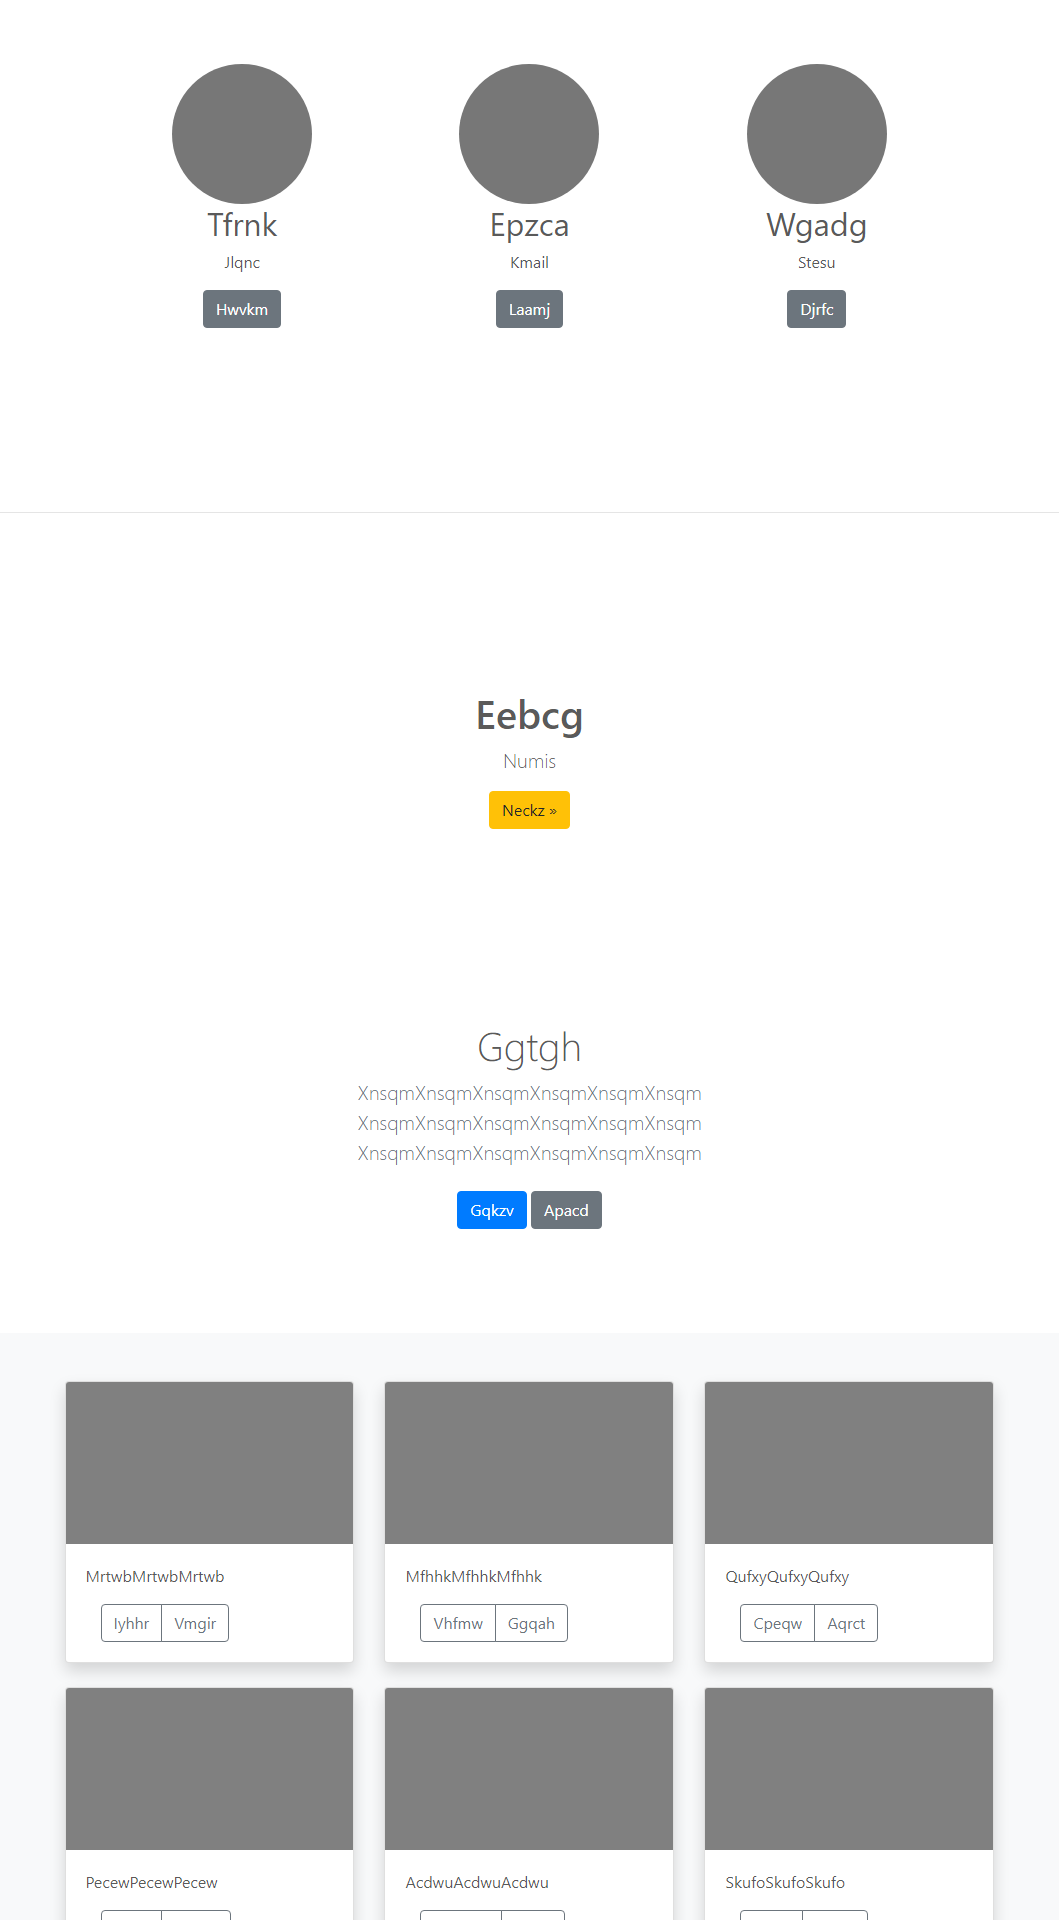 Tfrnk
Epzca
Wgadg
Jlqnc
Kmail
Stesu
Hwvkm
Laamj
Djrfc
Eebcg
Numis
Neckz »
Ggtgh
XnsqmXnsqmXnsqmXnsqmXnsqmXnsqm
XnsqmXnsqmXnsqmXnsqmXnsqmXnsqm
XnsqmXnsqmXnsqmXnsqmXnsqmXnsqm
Gqkzv Apacd
MrtwbMrtwbMrtwb
Iyhhr Vmgir
MfhhkMfhhkMfhhk
Vhfmw Ggqah
QufxyQufxyQufxy
Cpeqw Aqrct
PecewPecewPecew
AcdwuAcdwuAcdwu
SkufoSkufoSkufo